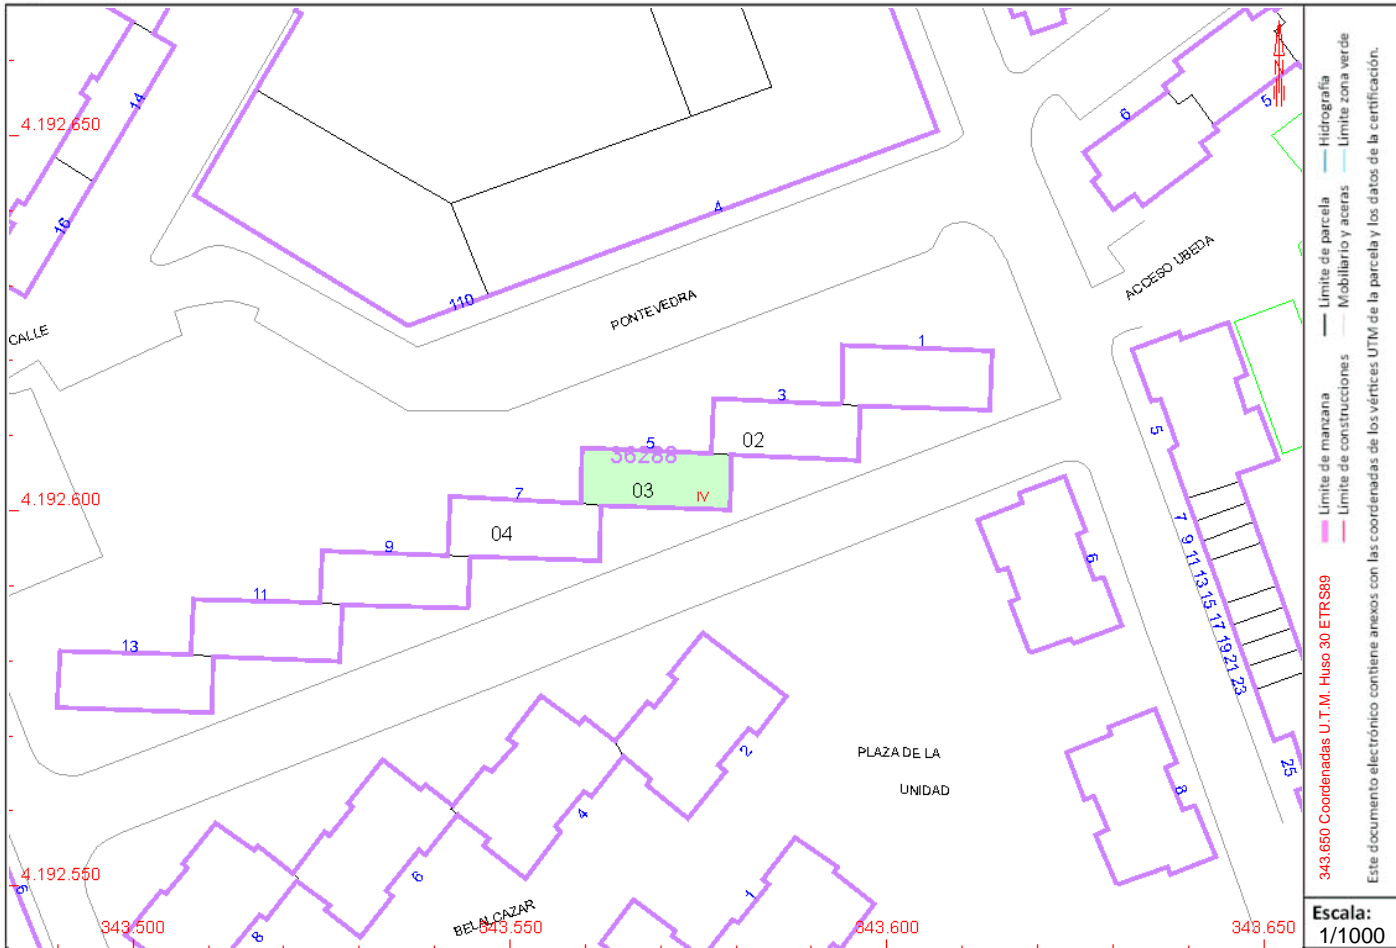 14
4.192.650
16
4
110
PONTEVEDRA
CALLE
6
5
ACCESO UBEDA
1
3
02
5
36288
03
IV
4.192.600
7
04
9
11
13
5
7
9
11
13
15
17
19
21
23
25
6
8
2
4
6
8
1
9
PLAZA DE LA
UNIDAD
BELALCAZAR
4.192.550
343.500
343.550
343.600
343.650
N
Límite de manzana
Límite de parcela
Hidrografía
Límite de construcciones
Mobiliario y aceras
Límite zona verde
343.650 Coordenadas U.T.M. Huso 30 ETRS89
Este documento electrónico contiene anexos con las coordenadas de los vértices UTM de la parcela y los datos de la certificación.
Escala:
1/1000